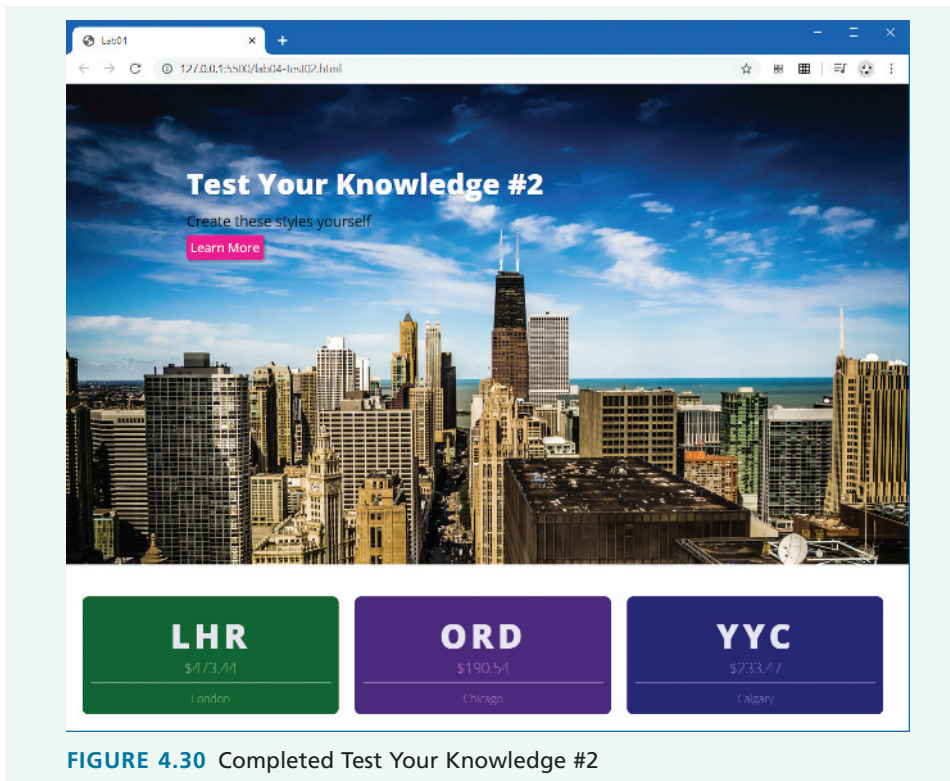 Lab04
127.0.0.1:5500/lab04-test02.html
Test Your Knowledge #2
Create these styles yourself
Learn More
LHR ORD YYC
$473.44 $190.54 $233.47
London Chicago Calgary
FIGURE 4.30 Completed Test Your Knowledge #2